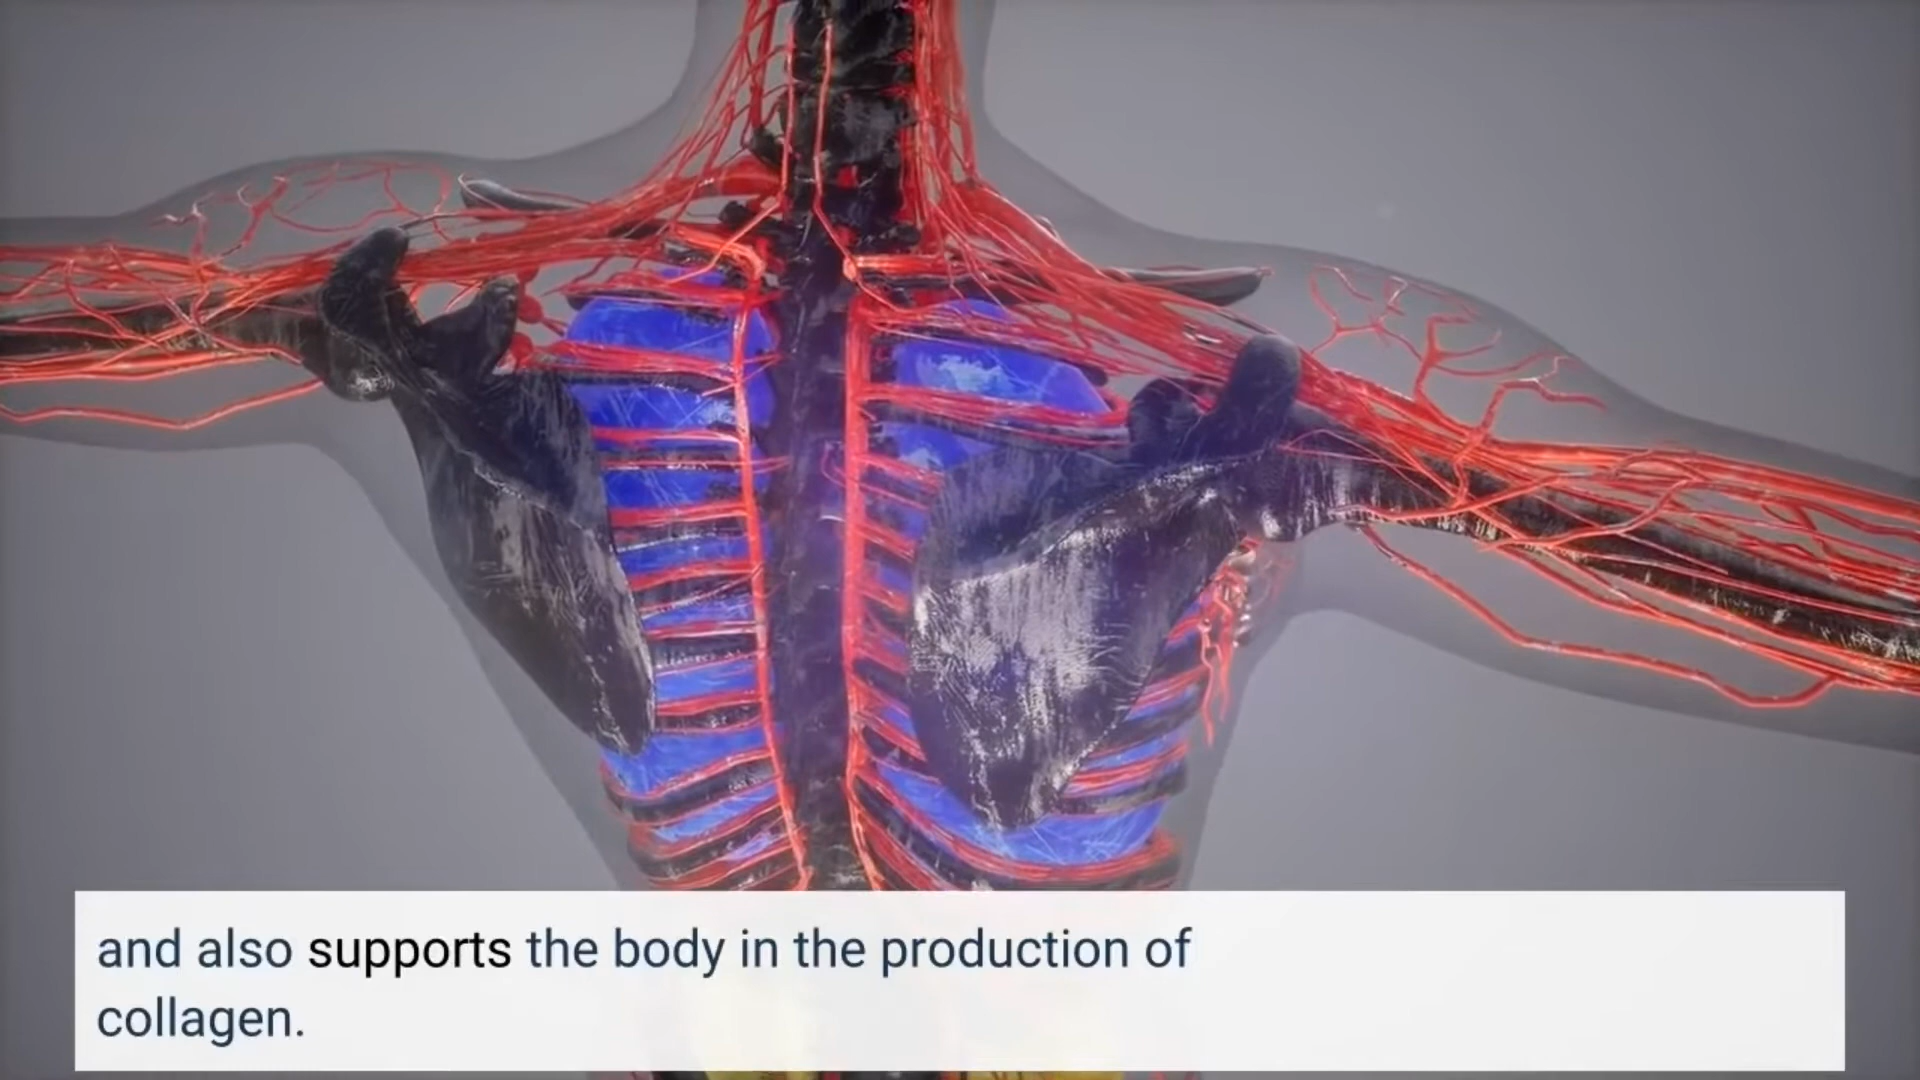 and also supports the body in the production of
collagen.